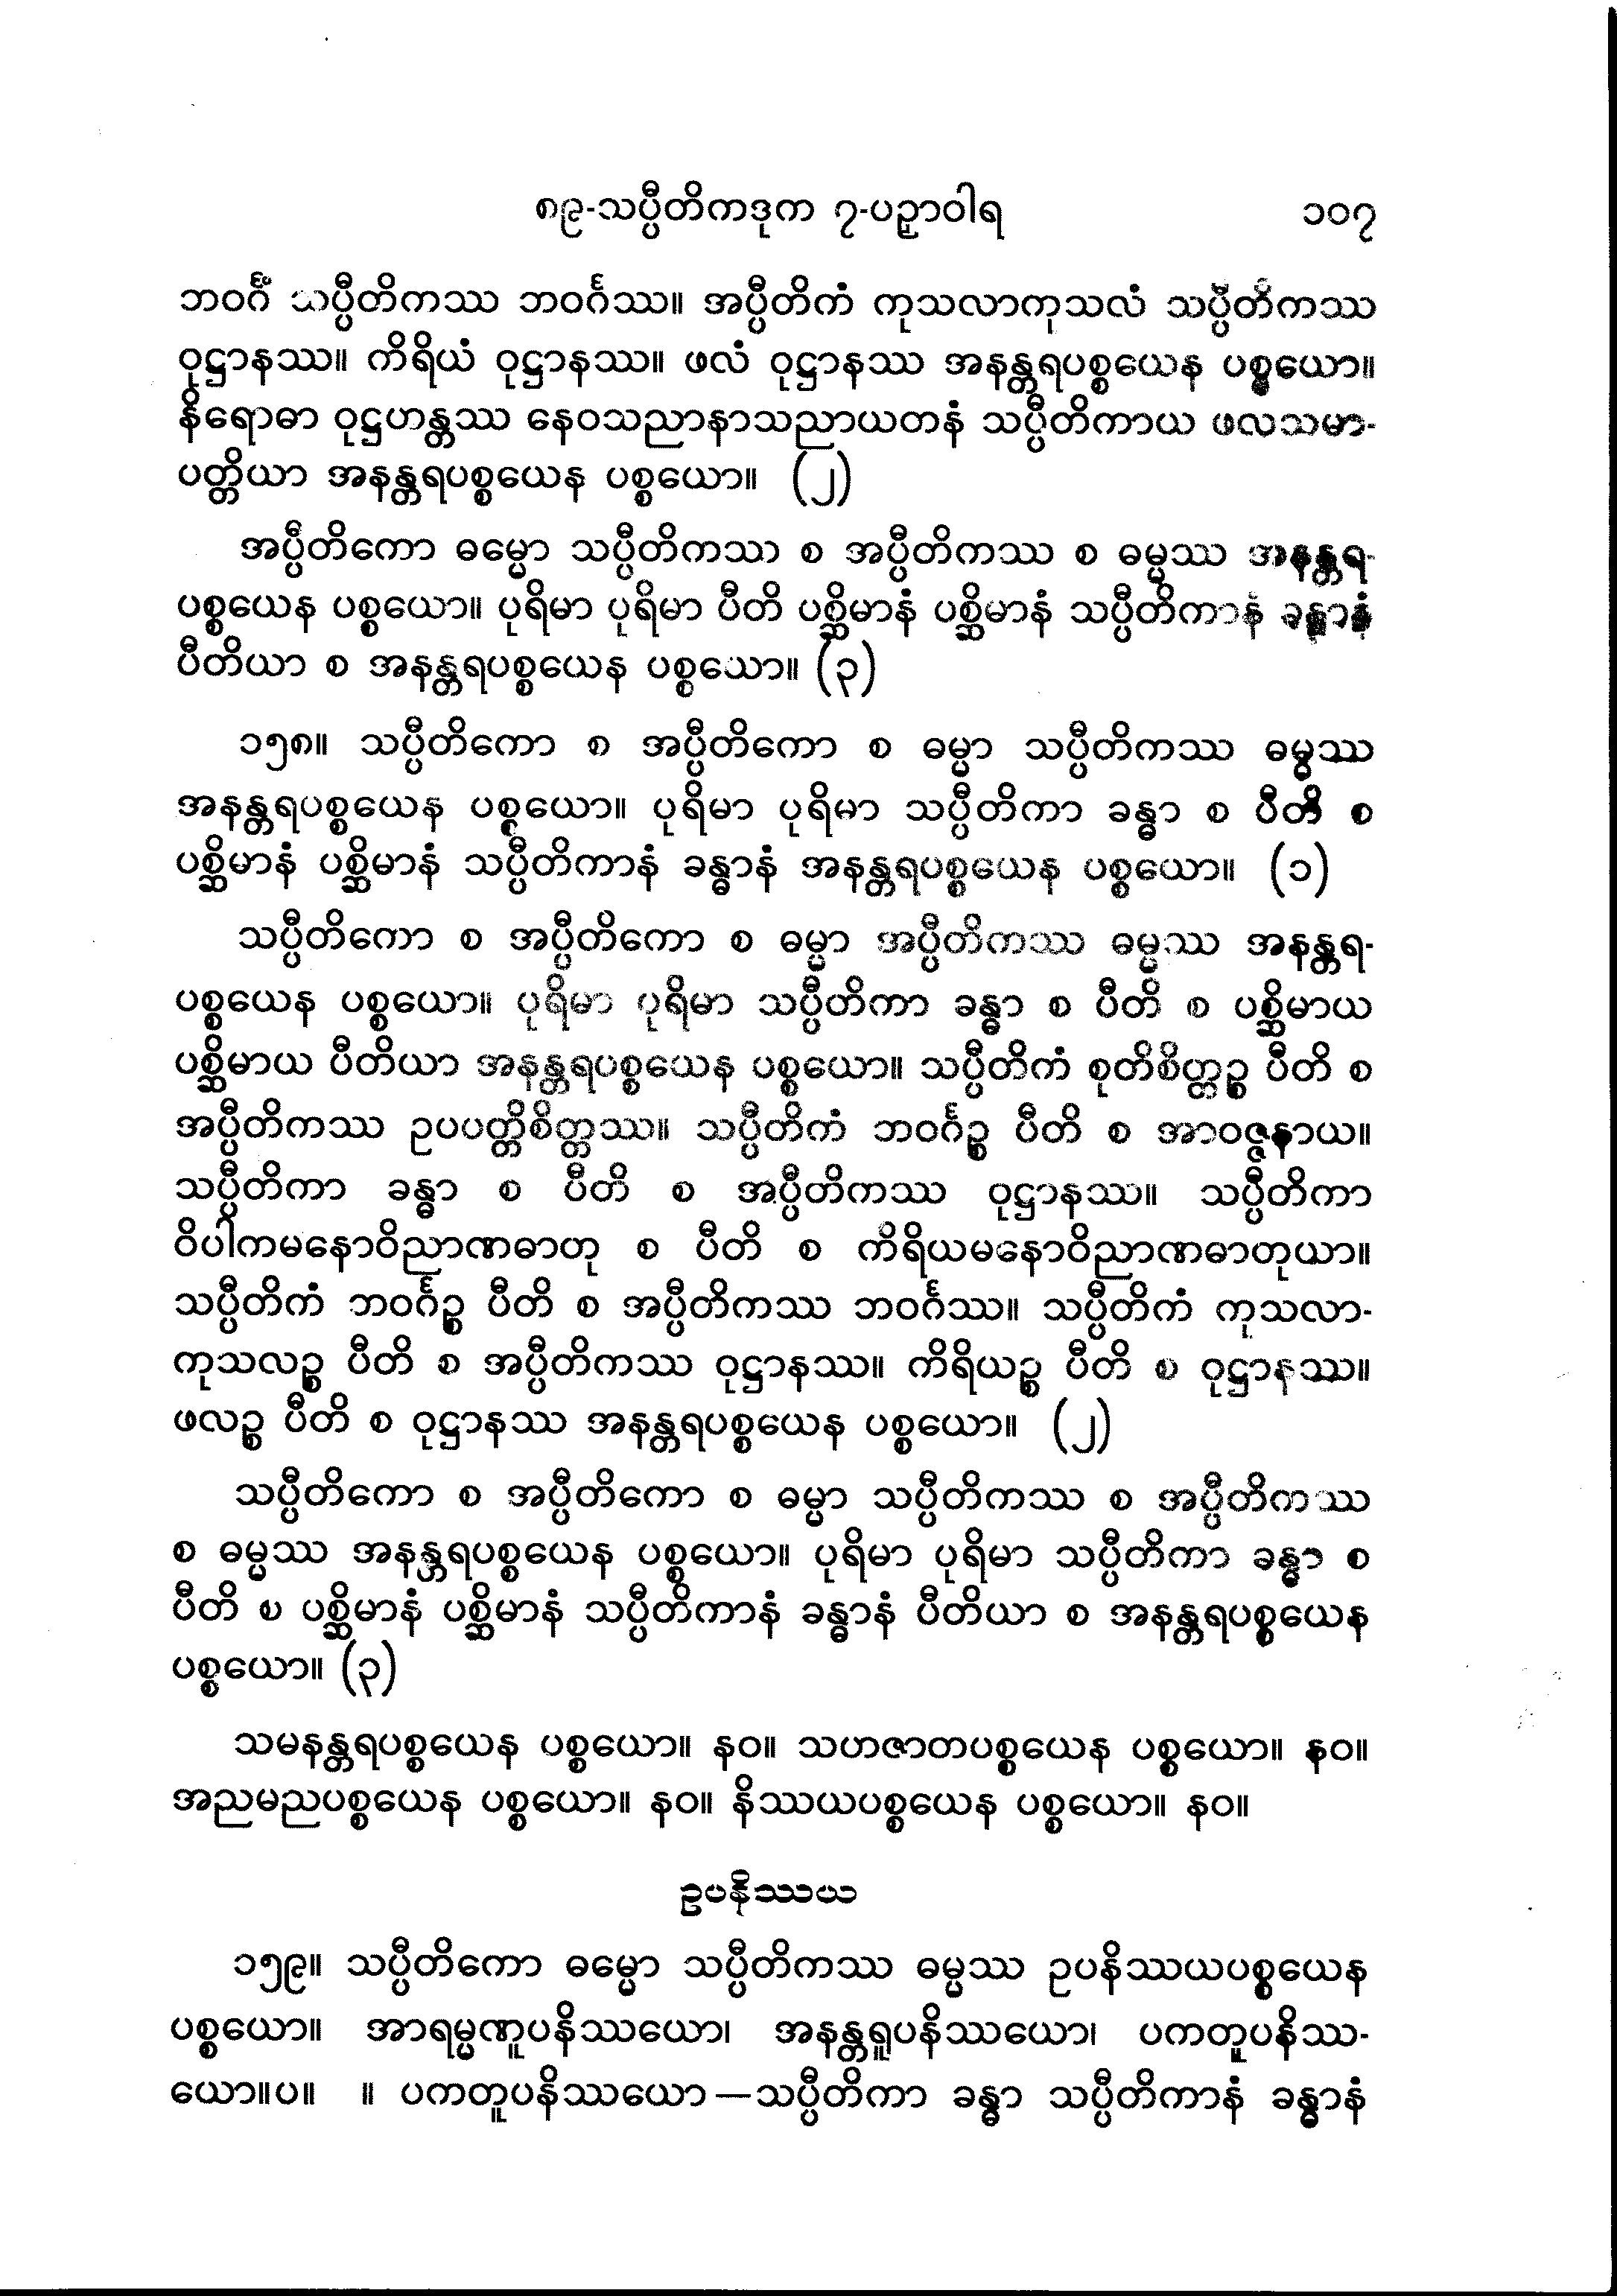 ၈၉-သပ္ပီတိကဒုက ၇-ပဉှာဝါရ ၁၀၇
ဘဝင်္ဂံ သပ္ပီတိကဿ ဘဝင်္ဂဿ။ အပ္ပီတိကံ ကုသလာကုသလံ သပ္ပီတိကဿ
ဝုဋ္ဌာနဿ။ ကိရိယံ ဝုဋ္ဌာနဿ။ ဖလံ ဝုဋ္ဌာနဿ အနန္တရပစ္စယေန ပစ္စယော။
နိရောဓာ ဝုဋ္ဌဟန္တဿ နေဝသညာနာသညာယတနံ သပ္ပီတိကာယ ဖလသမာ-
ပတ္တိယာ အနန္တရပစ္စယေန ပစ္စယော။ (၂)
အပ္ပီတိကော ဓမ္မော သပ္ပီတိကဿ စ အပ္ပီတိကဿ စ ဓမ္မဿ အနန္တရ-
ပစ္စယေန ပစ္စယော။ ပုရိမာ ပုရိမာ ပီတိ ပစ္ဆိမာနံ ပစ္ဆိမာနံ သပ္ပီတိကာနံ ခန္ဓာနံ
ပီတိယာ စ အနန္တရပစ္စယေန ပစ္စယော။ (၃)
၁၅၈။ သပ္ပီတိကော စ အပ္ပီတိကော စ ဓမ္မာ သပ္ပီတိကဿ ဓမ္မဿ
အနန္တရပစ္စယေန ပစ္စယော။ ပုရိမာ ပုရိမာ သပ္ပီတိကာ ခန္ဓာ စ ပီတိ စ
ပစ္ဆိမာနံ ပစ္ဆိမာနံ သပ္ပီတိကာနံ ခန္ဓာနံ အနန္တရပစ္စယေန ပစ္စယော။ (၁)
သပ္ပီတိကော စ အပ္ပီတိကော စ ဓမ္မာ အပ္ပီတိကဿ ဓမ္မဿ အနန္တရ-
ပစ္စယေန ပစ္စယော။ ပုရိမာ ပုရိမာ သပ္ပီတိကာ ခန္ဓာ စ ပီတိ စ ပစ္ဆိမာယ
ပစ္ဆိမာယ ပီတိယာ အနန္တရပစ္စယေန ပစ္စယော။ သပ္ပီတိကံ စုတိစိတ္တဉ္စ ပီတိ စ
အပ္ပီတိကဿ ဥပပတ္တိစိတ္တဿ။ သပ္ပီတိကံ ဘဝင်္ဂဉ္စ ပီတိ စ အာဝဇ္ဇနာယ။
သပ္ပီတိကာ ခန္ဓာ စ ပီတိ စ အပ္ပီတိကဿ ဝုဋ္ဌာနဿ။ သပ္ပီတိကာ
ဝိပါကမနောဝိညာဏဓာတု စ ပီတိ စ ကိရိယမနောဝိညာဏဓာတုယာ။
သပ္ပီတိကံ ဘဝင်္ဂဉ္စ ပီတိ စ အပ္ပီတိကဿ ဘဝင်္ဂဿ။ သပ္ပီတိကံ ကုသလာ-
ကုသလဉ္စ ပီတိ စ အပ္ပီတိကဿ ဝုဋ္ဌာနဿ။ ကိရိယဉ္စ ပီတိ စ ဝုဋ္ဌာနဿ။
ဖလဉ္စ ပီတိ စ ဝုဋ္ဌာနဿ အနန္တရပစ္စယေန ပစ္စယော။ (၂)
သပ္ပီတိကော စ အပ္ပီတိကော စ ဓမ္မာ သပ္ပီတိကဿ စ အပ္ပီတိကဿ
စ ဓမ္မဿ အနန္တရပစ္စယေန ပစ္စယော။ ပုရိမာ ပုရိမာ သပ္ပီတိကာ ခန္ဓာ စ
ပီတိ စ ပစ္ဆိမာနံ ပစ္ဆိမာနံ သပ္ပီတိကာနံ ခန္ဓာနံ ပီတိယာ စ အနန္တရပစ္စယေန
ပစ္စယော။ (၃)
သမနန္တရပစ္စယေန ပစ္စယော။ န၀။ သဟဇာတပစ္စယေန ပစ္စယော။ န၀။
အညမညပစ္စယေန ပစ္စယော။ န၀။ နိဿယပစ္စယေန ပစ္စယော။ န၀။
ဥပနိဿယ
၁၅၉။ သပ္ပီတိကော ဓမ္မော သပ္ပီတိကဿ ဓမ္မဿ ဥပနိဿယပစ္စယေန
ပစ္စယော။ အာရမ္မဏူပနိဿယော၊ အနန္တရူပနိဿယော၊ ပကတူပနိဿ-
ယော။ပ။ ။ ပကတူပနိဿယော—သပ္ပီတိကာ ခန္ဓာ သပ္ပီတိကာနံ ခန္ဓာနံ